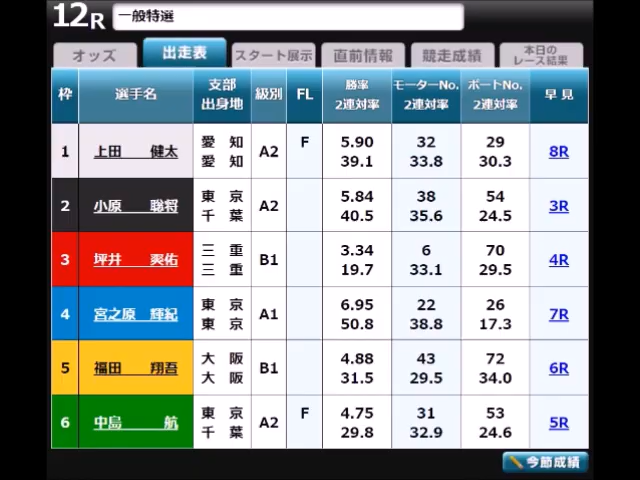 12R 一般特選
オッズ 出走表 スタート展示 直前情報 競走成績 本日の
レース結果
枠 選手名 支部 級別 FL 勝率 モーターNo. ボートNo. 早見
出身地 2連対率 2連対率 2連対率
1 上田 健太 愛 知 A2 F 5.90 32 29 8R
愛 知 39.1 33.8 30.3
2 小原 聡将 東 京 A2 5.84 38 54 3R
千 葉 40.5 35.6 24.5
3 坪井 爽佑 三 重 B1 3.34 6 70 4R
三 重 19.7 33.1 29.5
4 宮之原 輝紀 東 京 A1 6.95 22 26 7R
東 京 50.8 38.8 17.3
5 福田 翔吾 大 阪 B1 4.88 43 72 6R
大 阪 31.5 29.5 34.0
6 中島 航 東 京 A2 F 4.75 31 53 5R
千 葉 29.8 32.9 24.6
今節成績